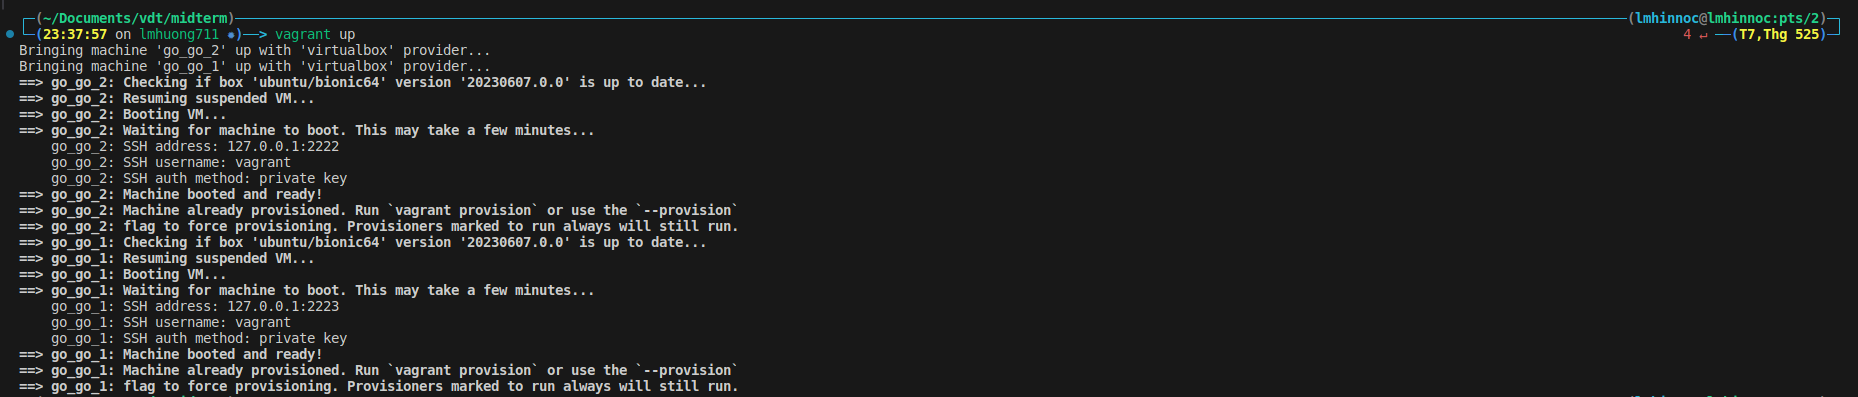 (~/Documents/vdt/midterm) (lmhinnoc@lmhinnoc:pts/2)
(23:37:57 on lmhuong711 ✹)──> vagrant up 4 ↵ ──(T7,Thg 525)
Bringing machine 'go_go_2' up with 'virtualbox' provider...
Bringing machine 'go_go_1' up with 'virtualbox' provider...
==> go_go_2: Checking if box 'ubuntu/bionic64' version '20230607.0.0' is up to date...
==> go_go_2: Resuming suspended VM...
==> go_go_2: Booting VM...
==> go_go_2: Waiting for machine to boot. This may take a few minutes...
    go_go_2: SSH address: 127.0.0.1:2222
    go_go_2: SSH username: vagrant
    go_go_2: SSH auth method: private key
==> go_go_2: Machine booted and ready!
==> go_go_2: Machine already provisioned. Run `vagrant provision` or use the `--provision`
==> go_go_2: flag to force provisioning. Provisioners marked to run always will still run.
==> go_go_1: Checking if box 'ubuntu/bionic64' version '20230607.0.0' is up to date...
==> go_go_1: Resuming suspended VM...
==> go_go_1: Booting VM...
==> go_go_1: Waiting for machine to boot. This may take a few minutes...
    go_go_1: SSH address: 127.0.0.1:2223
    go_go_1: SSH username: vagrant
    go_go_1: SSH auth method: private key
==> go_go_1: Machine booted and ready!
==> go_go_1: Machine already provisioned. Run `vagrant provision` or use the `--provision`
==> go_go_1: flag to force provisioning. Provisioners marked to run always will still run.